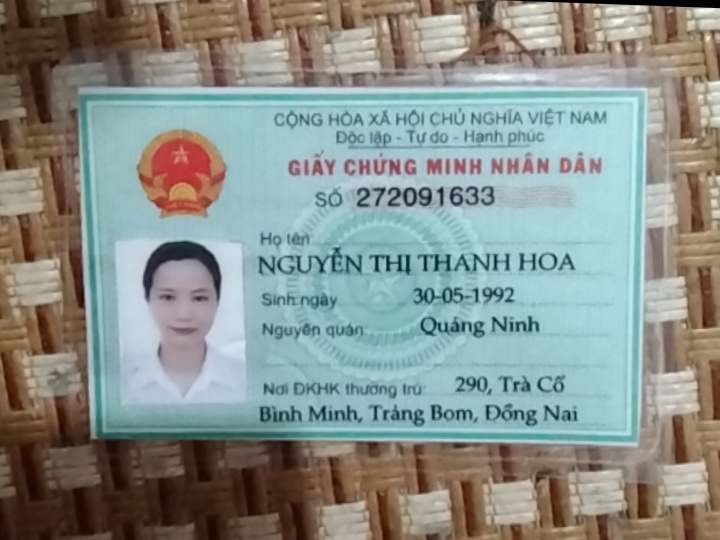 CỘNG HÒA XÃ HỘI CHỦ NGHĨA VIỆT NAM
Độc lập - Tự do - Hạnh phúc
GIẤY CHỨNG MINH NHÂN DÂN
SỐ 272091633
Họ tên
NGUYỄN THỊ THANH HOA
Sinh ngày 30-05-1992
Nguyên quán Quảng Ninh
Nơi ĐKHK thường trú: 290, Trà Cổ
Bình Minh, Trảng Bom, Đồng Nai